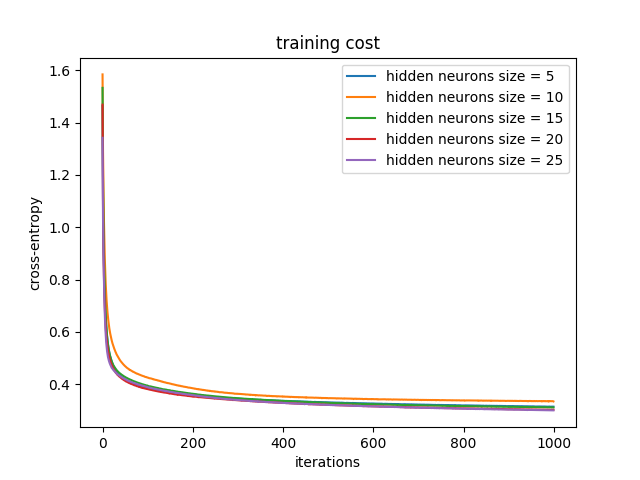 training cost
1.6
1.4
1.2
1.0
0.8
0.6
0.4
cross-entropy
hidden neurons size = 5
hidden neurons size = 10
hidden neurons size = 15
hidden neurons size = 20
hidden neurons size = 25
0 200 400 600 800 1000
iterations